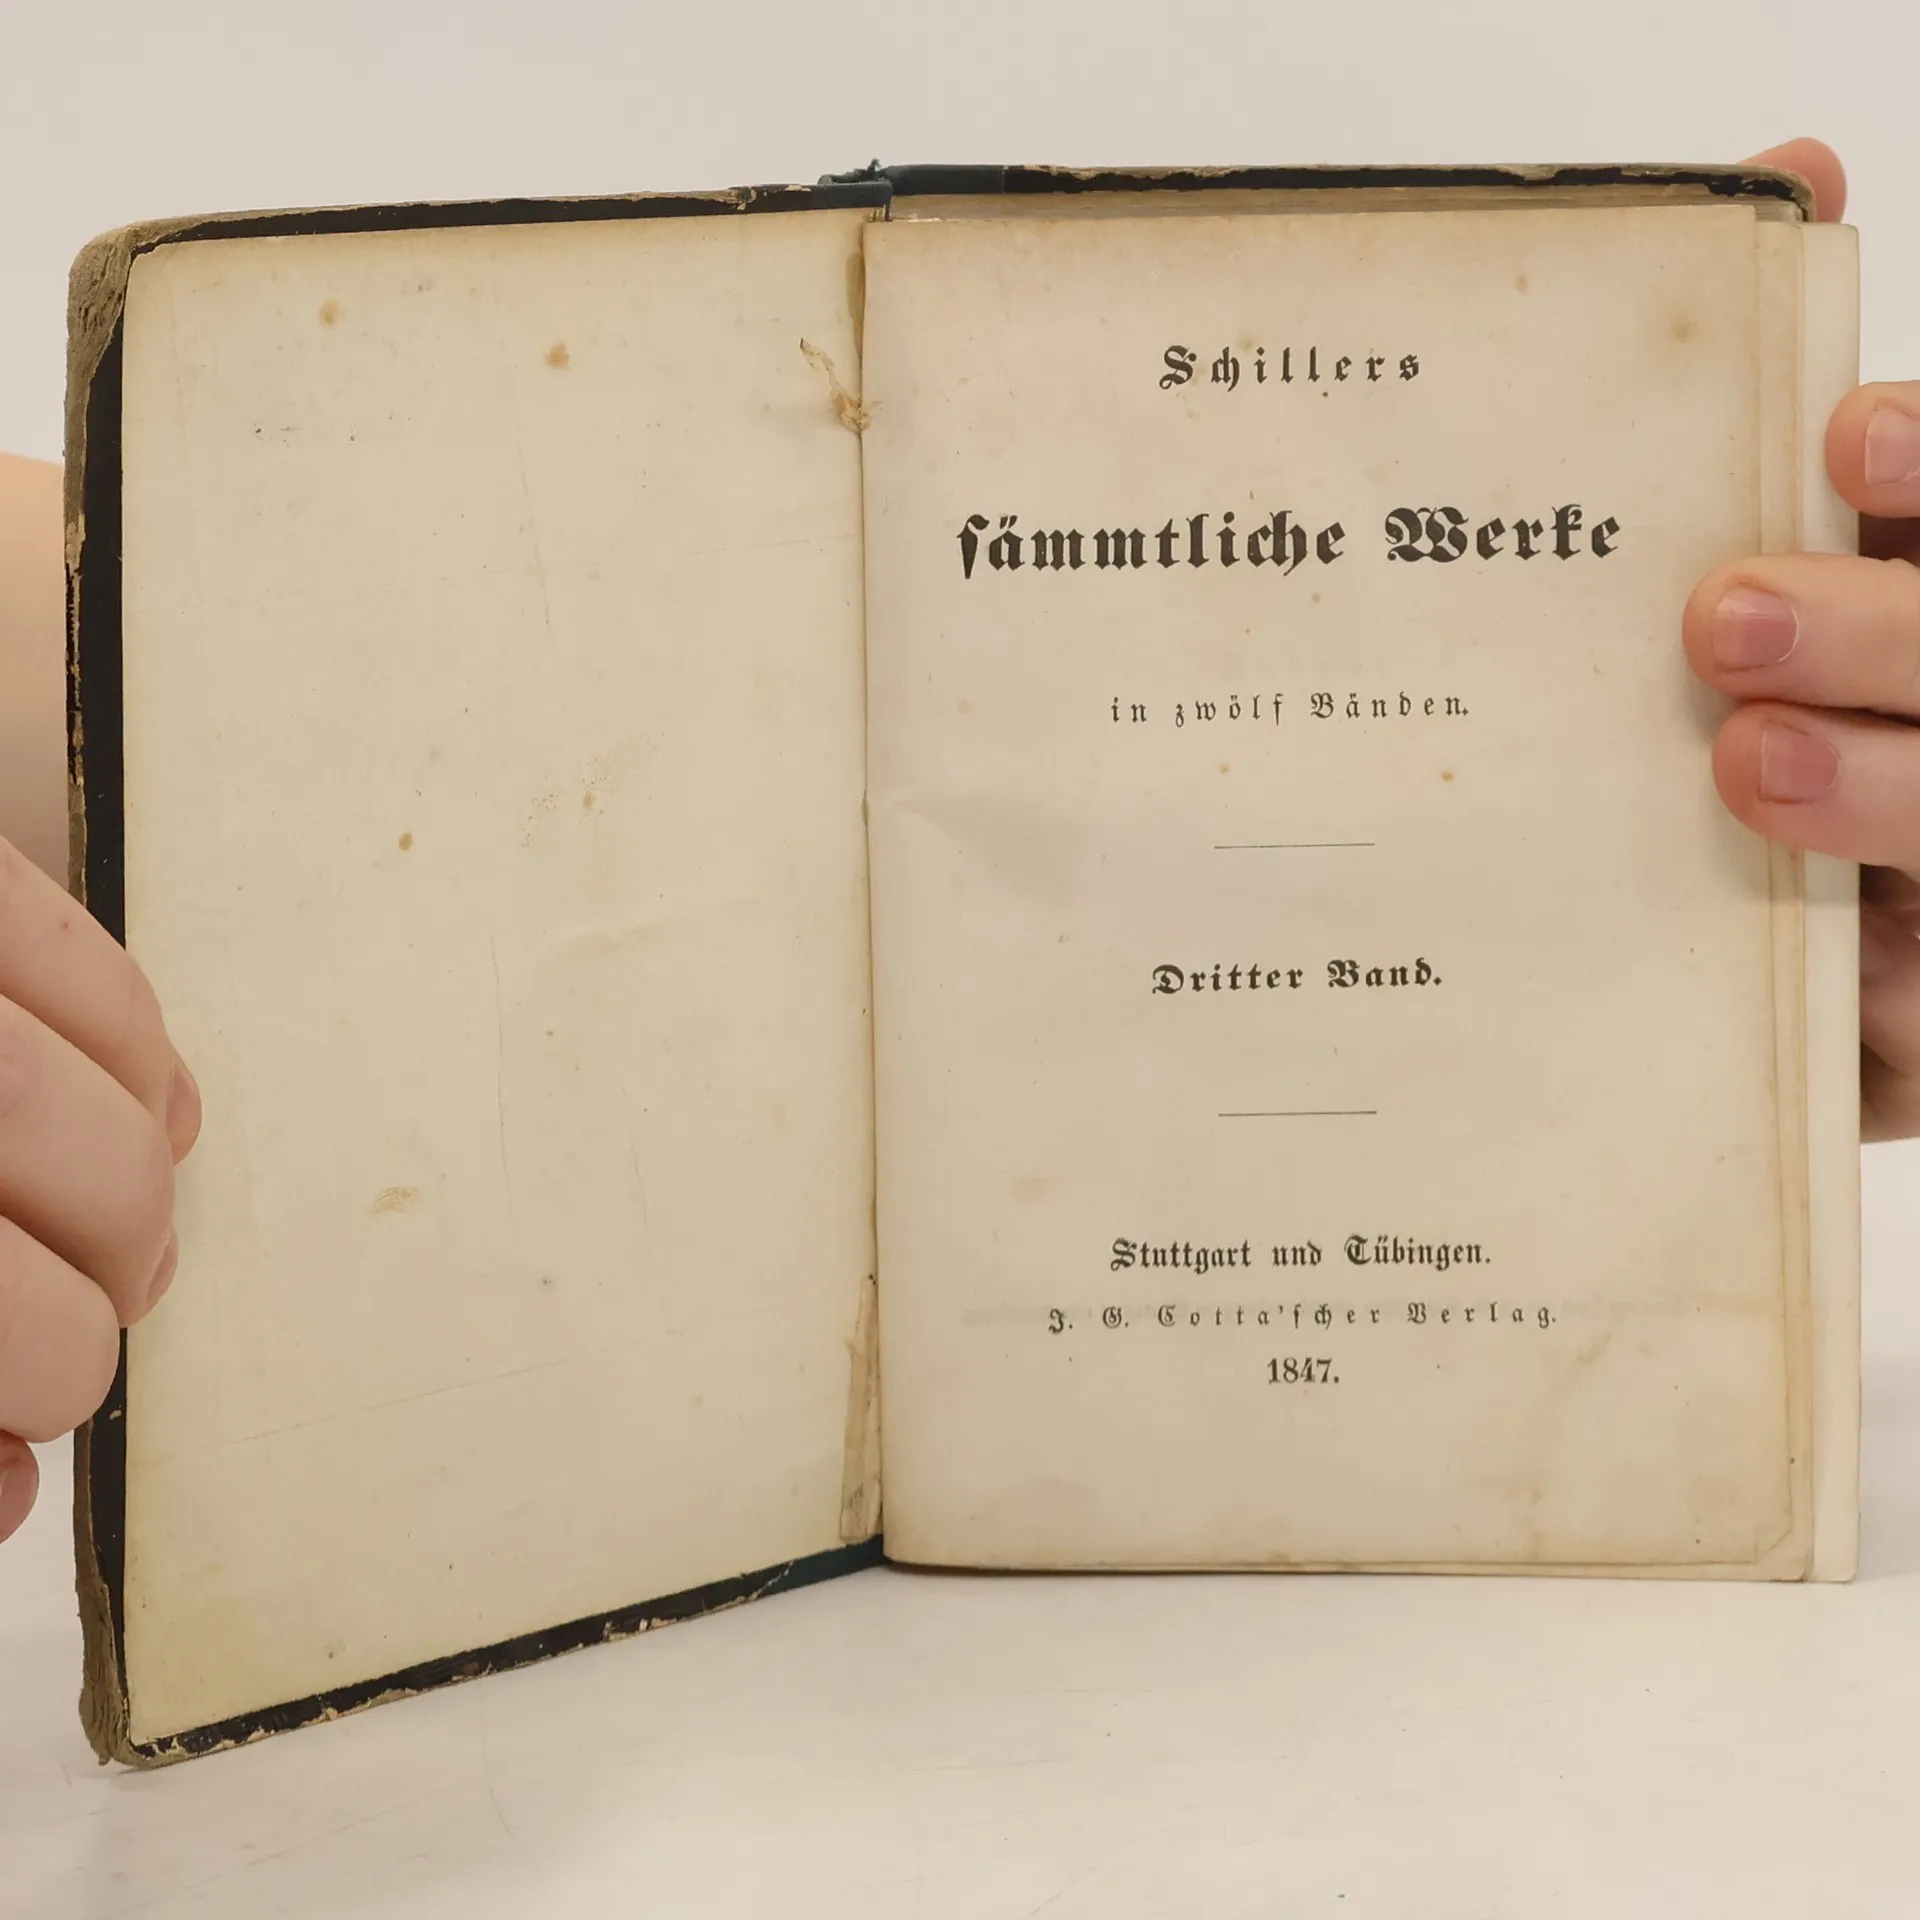 Schillers
sämmtliche Werke
in zwölf Bänden.
Dritter Band.
Stuttgart und Tübingen.
J. G. Cotta'scher Verlag.
1847.